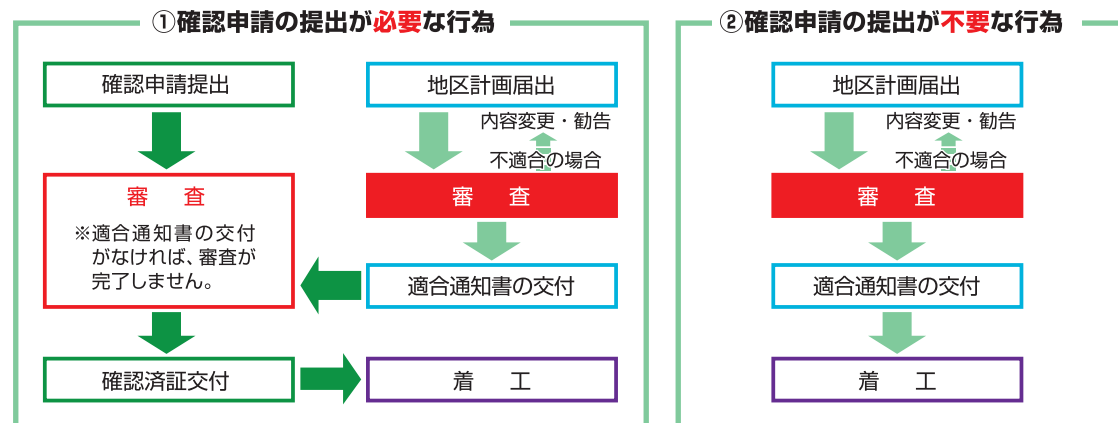 ①確認申請の提出が必要な行為
確認申請提出
審　査
※適合通知書の交付
がなければ、審査が
完了しません。
確認済証交付
地区計画届出
内容変更・勧告
不適合の場合
審　査
適合通知書の交付
着　工
②確認申請の提出が不要な行為
地区計画届出
内容変更・勧告
不適合の場合
審　査
適合通知書の交付
着　工